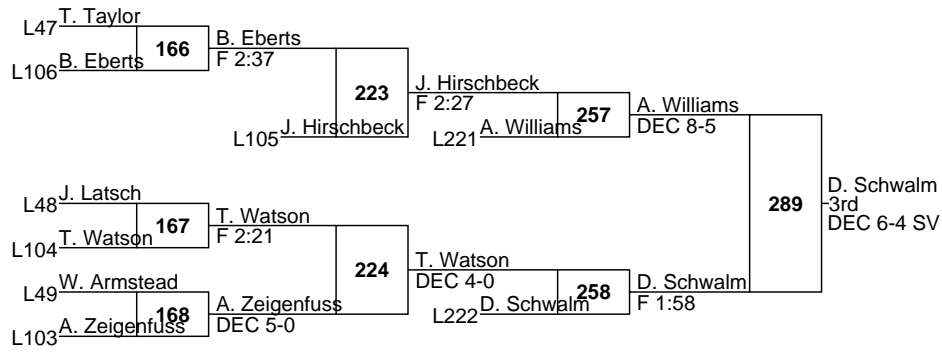 T. Taylor
L47
166
B. Eberts
F 2:37
B. Eberts
L106
223
J. Hirschbeck
F 2:27
J. Hirschbeck
L105
257
A. Williams
DEC 8-5
A. Williams
L221
289
D. Schwalm
3rd
DEC 6-4 SV
J. Latsch
L48
167
T. Watson
F 2:21
T. Watson
L104
224
T. Watson
DEC 4-0
W. Armstead
L49
168
A. Zeigenfuss
DEC 5-0
A. Zeigenfuss
L103
258
D. Schwalm
F 1:58
D. Schwalm
L222